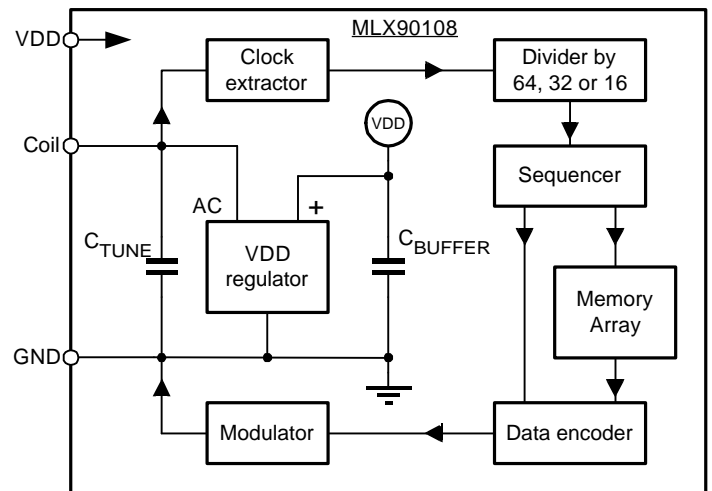 MLX90108
VDD
Clock
extractor
Divider by
64, 32 or 16
VDD
Coil
Sequencer
AC
+
CTUNE
VDD
regulator
CBUFFER
Memory
Array
GND
Modulator
Data encoder